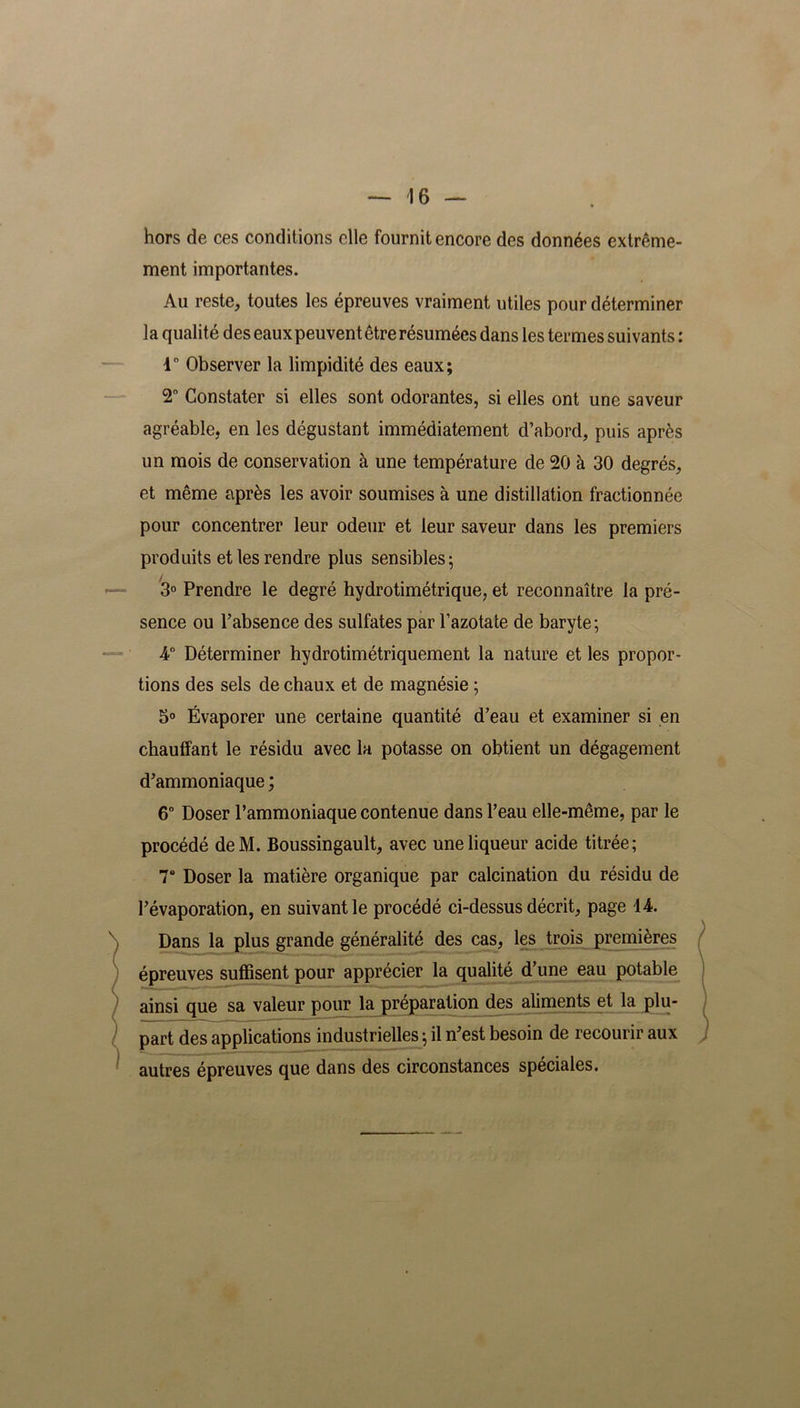 — 16 —
hors de ces conditions elle fournit encore des données extrême-
ment importantes.
Au reste, toutes les épreuves vraiment utiles pour déterminer
la qualité des eaux peuvent être résumées dans les termes suivants :
1° Observer la limpidité des eaux;
2° Constater si elles sont odorantes, si elles ont une saveur
agréable, en les dégustant immédiatement d'abord, puis après
un mois de conservation à une température de 20 à 30 degrés,
et même après les avoir soumises à une distillation fractionnée
pour concentrer leur odeur et leur saveur dans les premiers
produits et les rendre plus sensibles;
3° Prendre le degré hydrotimétrique, et reconnaître la pré-
sence ou l'absence des sulfates par l'azotate de baryte;
4° Déterminer hydrotimétriquement la nature et les propor-
tions des sels de chaux et de magnésie ;
5° Évaporer une certaine quantité d'eau et examiner si en
chauffant le résidu avec la potasse on obtient un dégagement
d'ammoniaque;
6° Doser l'ammoniaque contenue dans l'eau elle-même, par le
procédé de M. Boussingault, avec une liqueur acide titrée;
7° Doser la matière organique par calcination du résidu de
l'évaporation, en suivant le procédé ci-dessus décrit, page 14.
Dans la plus grande généralité des cas, les trois premières
épreuves suffisent pour apprécier la qualité d'une eau potable
ainsi que sa valeur pour la préparation des aliments et la plu-
part des applications industrielles; il n'est besoin de recourir aux
autres épreuves que dans des circonstances spéciales.